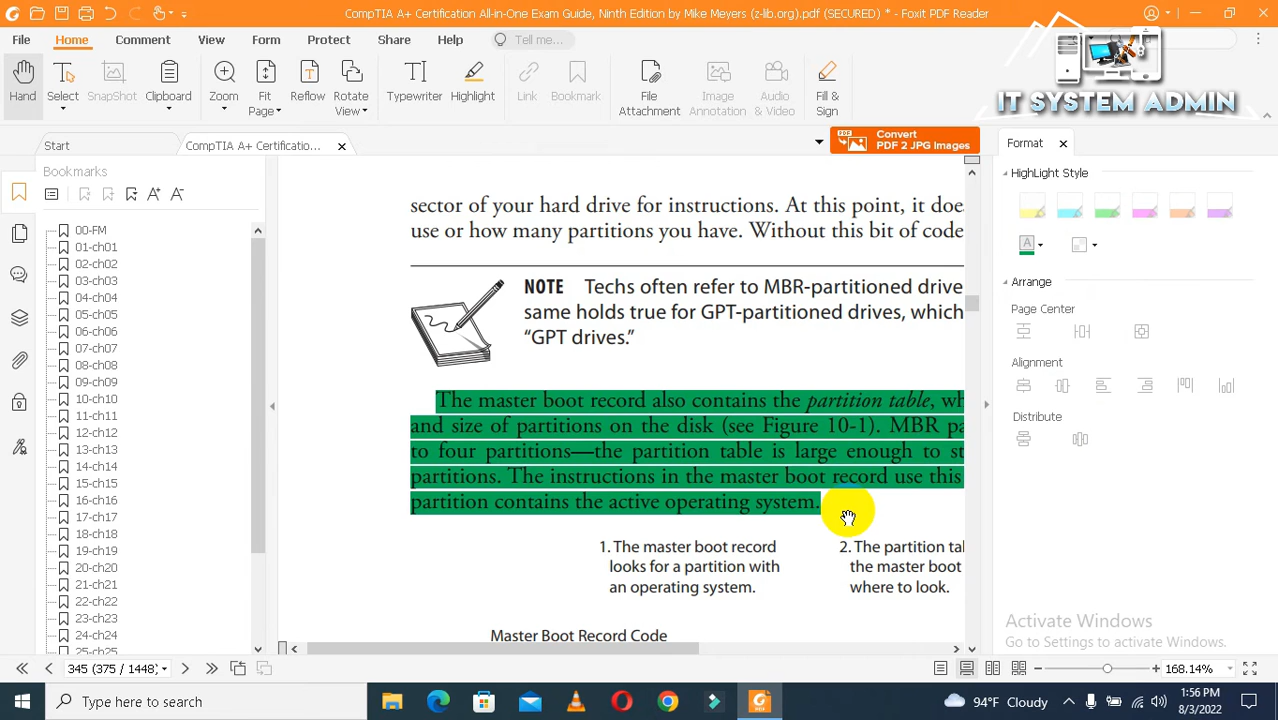 CompTIA A+ Certification All-in-One Exam Guide, Ninth Edition by Mike Meyers (z-lib.org).pdf (SECURED) * - Foxit PDF Reader
File Home Comment View Form Protect Share Help Tell me...
Hand Select SnapShot Clipboard Zoom Fit Page Reflow Rotate View Typewriter Highlight Link Bookmark File Attachment Image Annotation Audio & Video Fill & Sign
IT SYSTEM ADMIN
Start CompTIA A+ Certificatio...
PDF Convert
PDF 2 JPG Images
Format
Bookmarks
HighLight Style
A
Arrange
Page Center
Alignment
Distribute
00-FM
01-ch01
02-ch02
03-ch03
04-ch04
05-ch05
06-ch06
07-ch07
08-ch08
09-ch09
10-ch10
11-ch11
12-ch12
13-ch13
14-ch14
15-ch15
16-ch16
17-ch17
18-ch18
19-ch19
20-ch20
21-ch21
22-ch22
23-ch23
24-ch24
25-ch25
sector of your hard drive for instructions. At this point, it doe
use or how many partitions you have. Without this bit of code
NOTE Techs often refer to MBR-partitioned drive
same holds true for GPT-partitioned drives, which
“GPT drives.”
The master boot record also contains the partition table, wh
and size of partitions on the disk (see Figure 10-1). MBR pa
to four partitions—the partition table is large enough to st
partitions. The instructions in the master boot record use this
partition contains the active operating system.
1. The master boot record
looks for a partition with
an operating system.
2. The partition tal
the master boot
where to look.
Master Boot Record Code
Activate Windows
Go to Settings to activate Windows.
345 (375 / 1448) 168.14%
Type here to search
PDF
94°F Cloudy
1:56 PM
8/3/2022